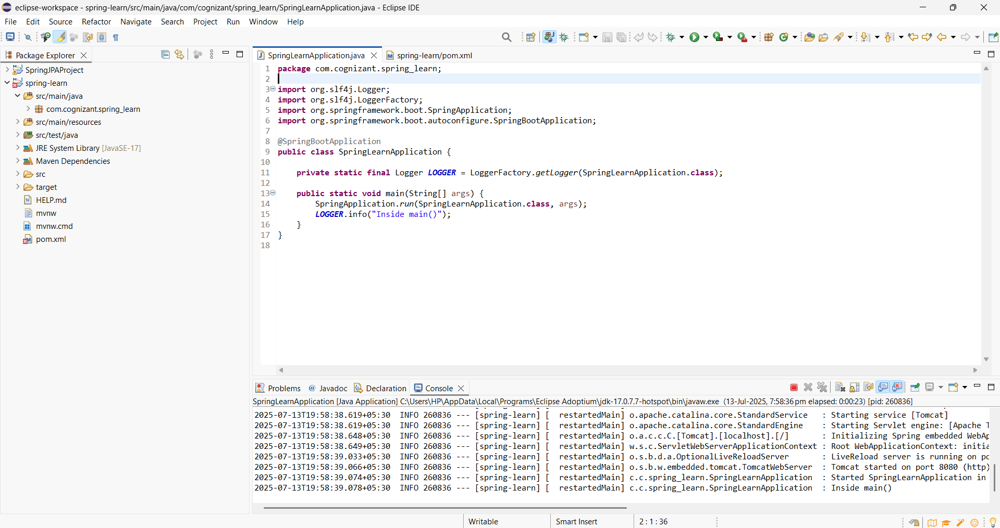 eclipse-workspace - spring-learn/src/main/java/com/cognizant/spring_learn/SpringLearnApplication.java - Eclipse IDE
File Edit Source Refactor Navigate Search Project Run Window Help
Package Explorer
SpringJPAProject
spring-learn
src/main/java
com.cognizant.spring_learn
src/main/resources
src/test/java
JRE System Library [JavaSE-17]
Maven Dependencies
src
target
HELP.md
mvnw
mvnw.cmd
pom.xml
SpringLearnApplication.java spring-learn/pom.xml
1 package com.cognizant.spring_learn;
2
3 import org.slf4j.Logger;
4 import org.slf4j.LoggerFactory;
5 import org.springframework.boot.SpringApplication;
6 import org.springframework.boot.autoconfigure.SpringBootApplication;
7
8 @SpringBootApplication
9 public class SpringLearnApplication {
10
11 private static final Logger LOGGER = LoggerFactory.getLogger(SpringLearnApplication.class);
12
13 public static void main(String[] args) {
14 SpringApplication.run(SpringLearnApplication.class, args);
15 LOGGER.info("Inside main()");
16 }
17 }
18
Problems @ Javadoc Declaration Console
SpringLearnApplication [Java Application] C:\Users\HP\AppData\Local\Programs\Eclipse Adoptium\jdk-17.0.7.7-hotspot\bin\javaw.exe (13-Jul-2025, 7:58:36 pm elapsed: 0:00:23) [pid: 260836]
2025-07-13T19:58:38.619+05:30 INFO 260836 --- [spring-learn] [ restartedMain] o.apache.catalina.core.StandardService : Starting service [Tomcat]
2025-07-13T19:58:38.619+05:30 INFO 260836 --- [spring-learn] [ restartedMain] o.apache.catalina.core.StandardEngine : Starting Servlet engine: [Apache T
2025-07-13T19:58:38.648+05:30 INFO 260836 --- [spring-learn] [ restartedMain] o.a.c.c.C.[Tomcat].[localhost].[/] : Initializing Spring embedded WebAp
2025-07-13T19:58:38.649+05:30 INFO 260836 --- [spring-learn] [ restartedMain] w.s.c.ServletWebServerApplicationContext : Root WebApplicationContext: initia
2025-07-13T19:58:39.033+05:30 INFO 260836 --- [spring-learn] [ restartedMain] o.s.b.d.a.OptionalLiveReloadServer : LiveReload server is running on po
2025-07-13T19:58:39.066+05:30 INFO 260836 --- [spring-learn] [ restartedMain] o.s.b.w.embedded.tomcat.TomcatWebServer : Tomcat started on port 8080 (http)
2025-07-13T19:58:39.074+05:30 INFO 260836 --- [spring-learn] [ restartedMain] c.c.spring_learn.SpringLearnApplication : Started SpringLearnApplication in
2025-07-13T19:58:39.078+05:30 INFO 260836 --- [spring-learn] [ restartedMain] c.c.spring_learn.SpringLearnApplication : Inside main()
Writable Smart Insert 2 : 1 : 36